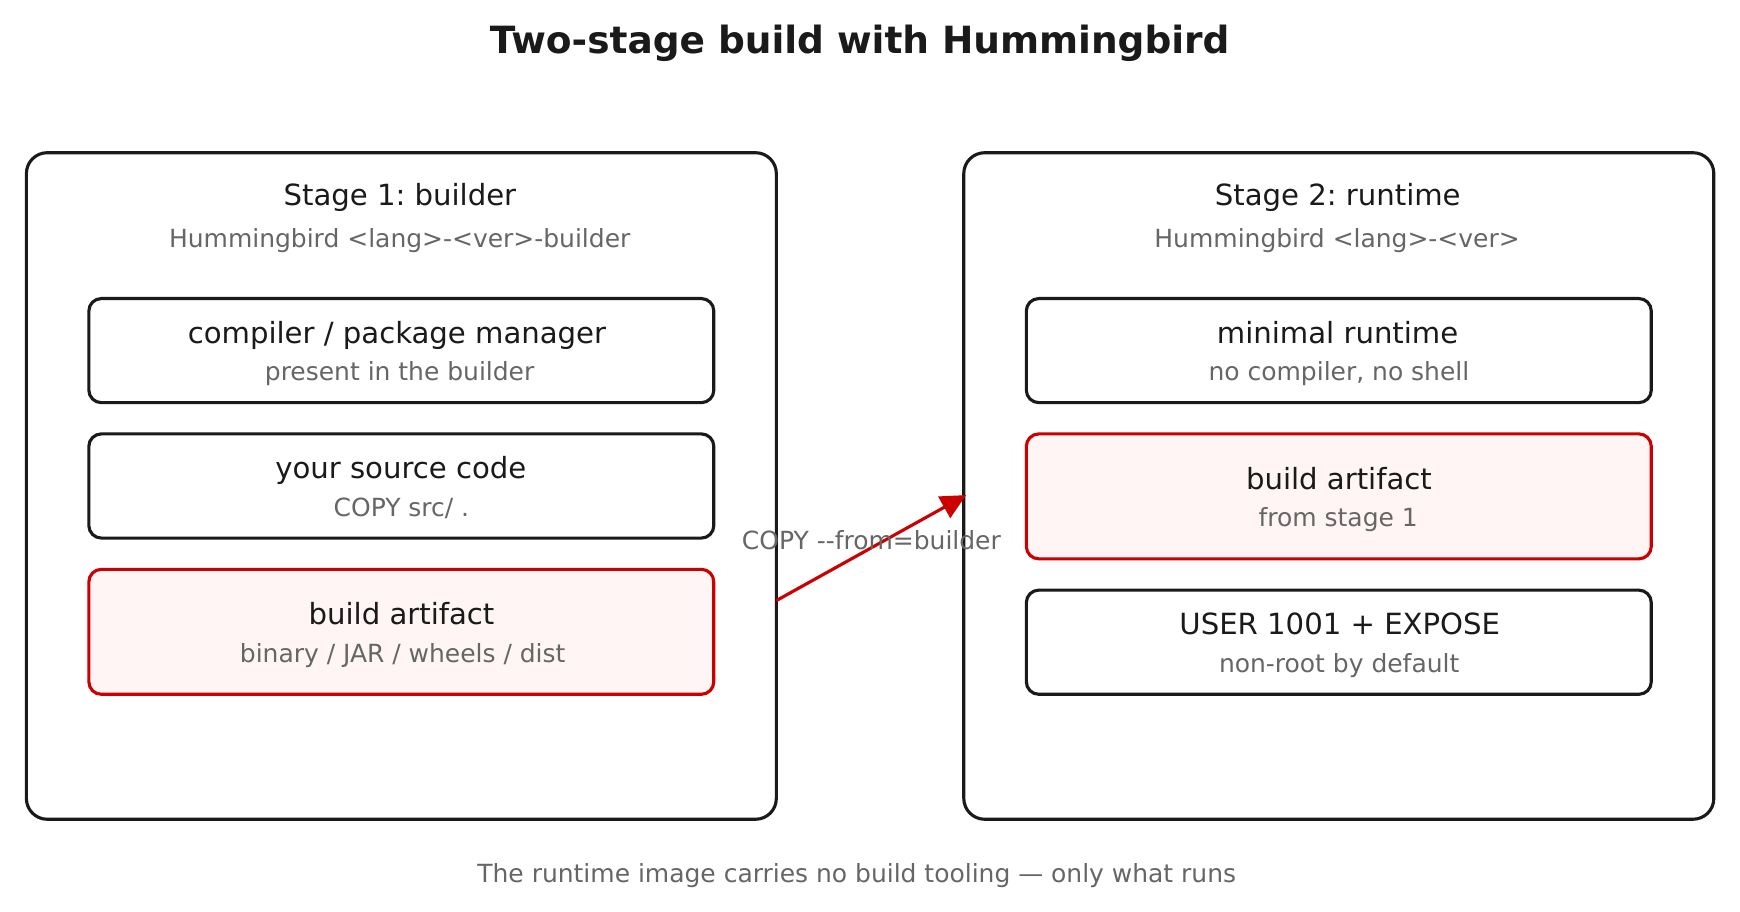 Two-stage build with Hummingbird
Stage 1: builder
Hummingbird <lang>-<ver>-builder
compiler / package manager
present in the builder
your source code
COPY src/ .
build artifact
binary / JAR / wheels / dist
COPY --from=builder
Stage 2: runtime
Hummingbird <lang>-<ver>
minimal runtime
no compiler, no shell
build artifact
from stage 1
USER 1001 + EXPOSE
non-root by default
The runtime image carries no build tooling — only what runs